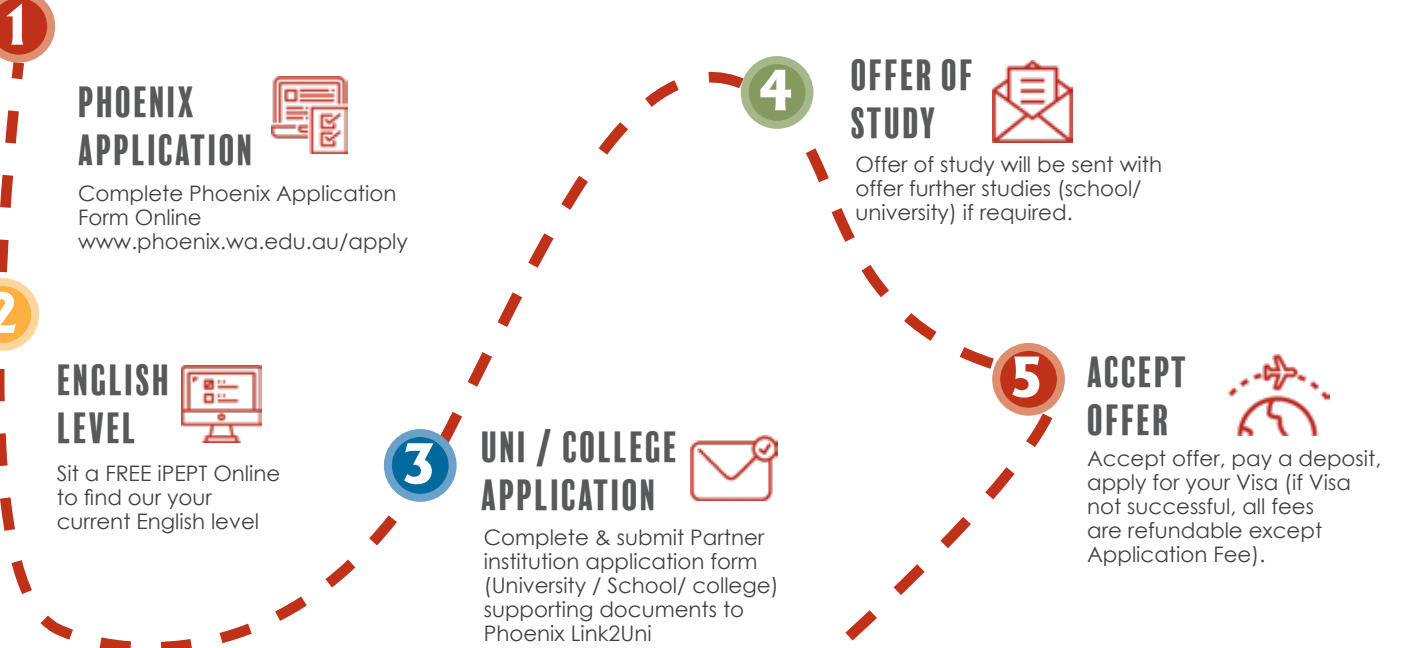 1
PHOENIX
APPLICATION
Complete Phoenix Application
Form Online
www.phoenix.wa.edu.au/apply
2
ENGLISH
LEVEL
Sit a FREE iPEPT Online
to find our your
current English level
3
UNI / COLLEGE
APPLICATION
Complete & submit Partner
institution application form
(University / School/ college)
supporting documents to
Phoenix Link2Uni
4
OFFER OF
STUDY
Offer of study will be sent with
offer further studies (school/
university) if required.
5
ACCEPT
OFFER
Accept offer, pay a deposit,
apply for your Visa (if Visa
not successful, all fees
are refundable except
Application Fee).